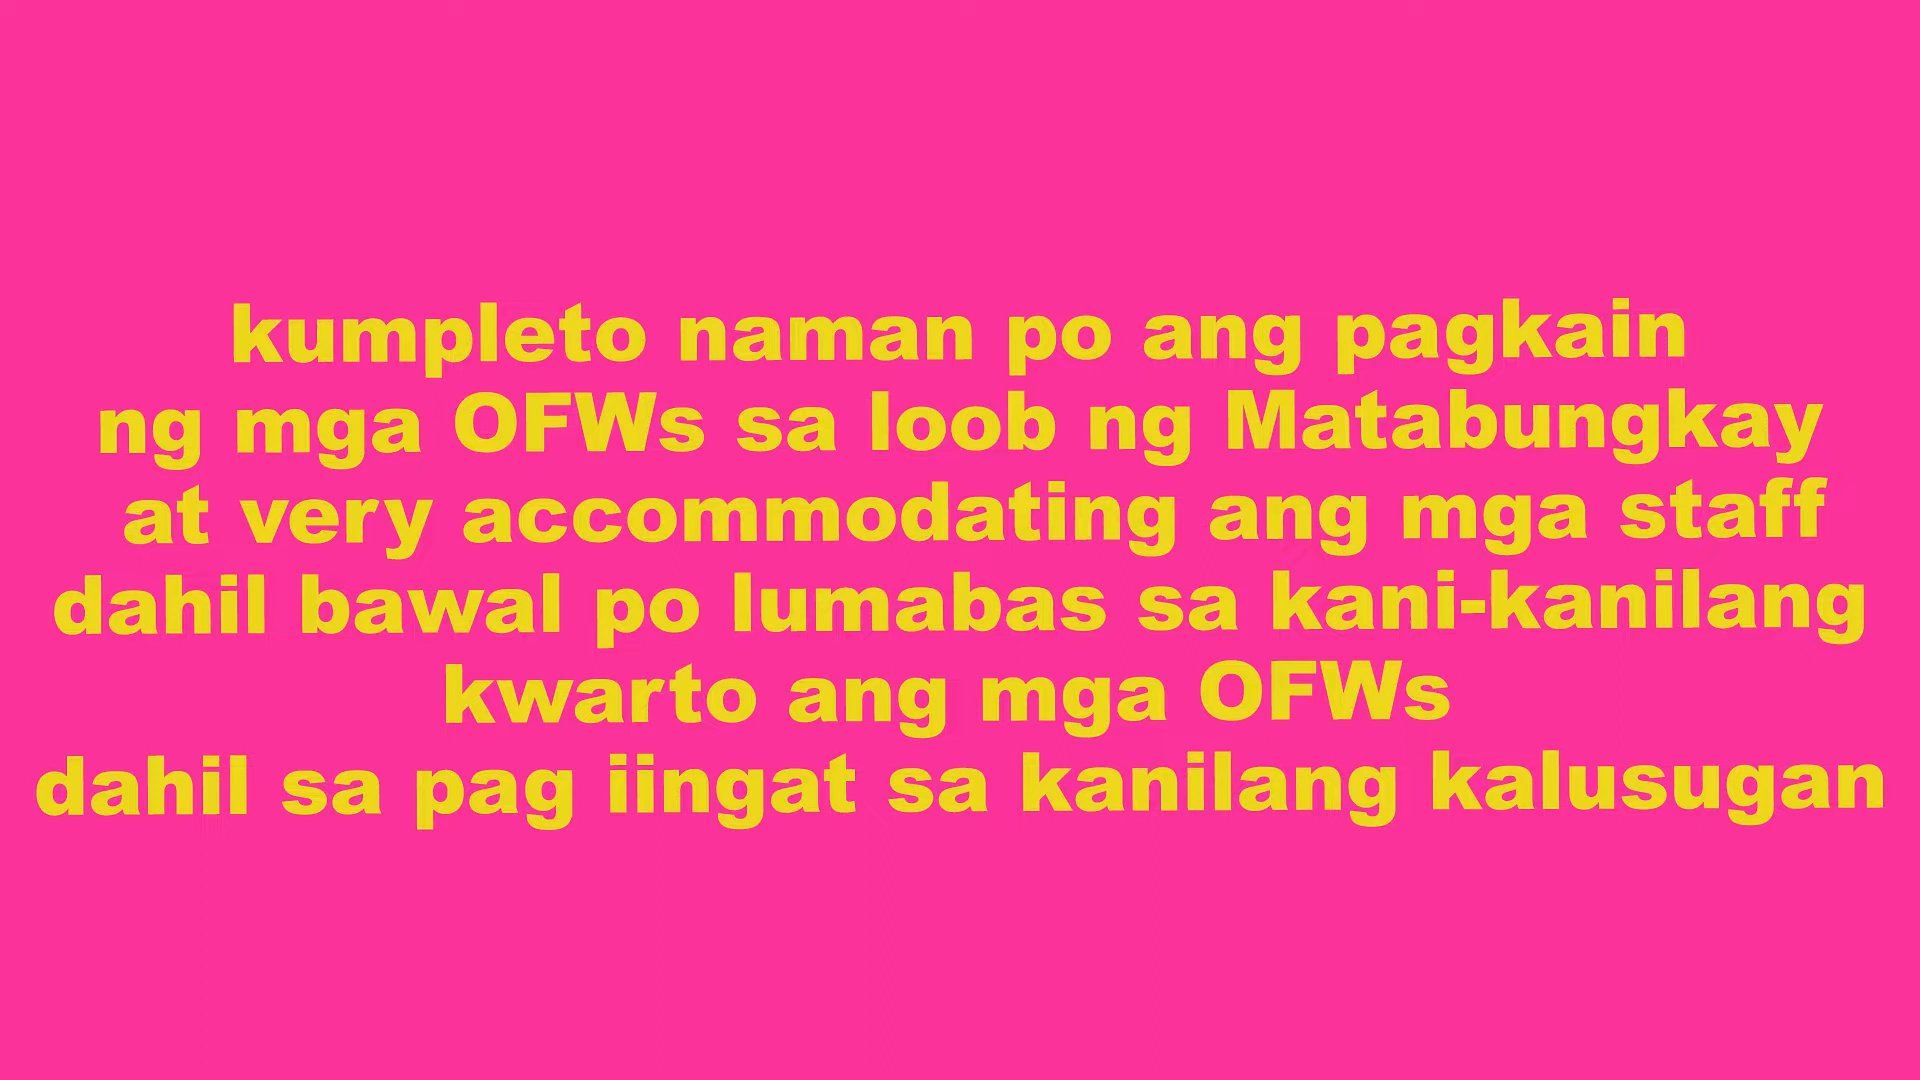 kumpleto naman po ang pagkain
ng mga OFWs sa loob ng Matabungkay
at very accommodating ang mga staff
dahil bawal po lumabas sa kani-kanilang
kwarto ang mga OFWs
dahil sa pag iingat sa kanilang kalusugan